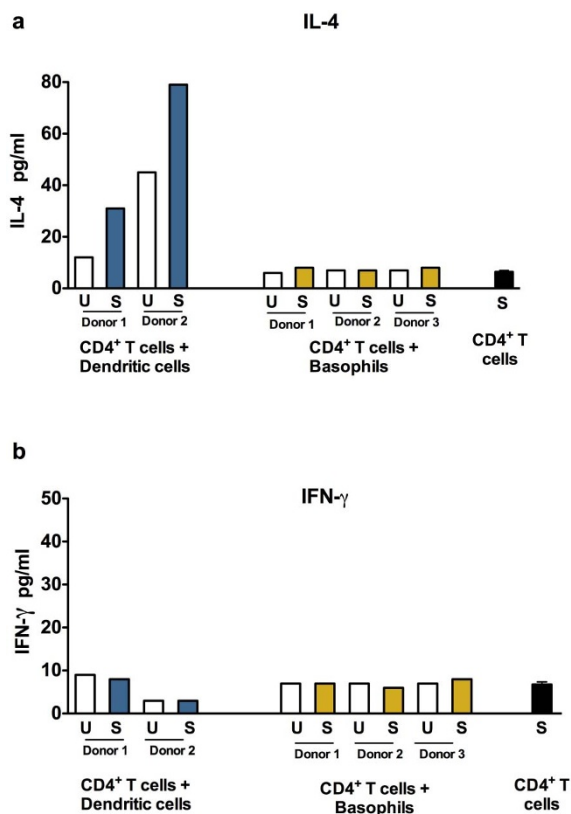 a
IL-4
IL-4 pg/ml
80
60
40
20
0
U S U S U S U S U S S
Donor 1 Donor 2 Donor 1 Donor 2 Donor 3
CD4+ T cells +
Dendritic cells
CD4+ T cells +
Basophils
CD4+ T
cells
b
IFN-γ
IFN-γ pg/ml
50
40
30
20
10
0
U S U S U S U S U S S
Donor 1 Donor 2 Donor 1 Donor 2 Donor 3
CD4+ T cells +
Dendritic cells
CD4+ T cells +
Basophils
CD4+ T
cells